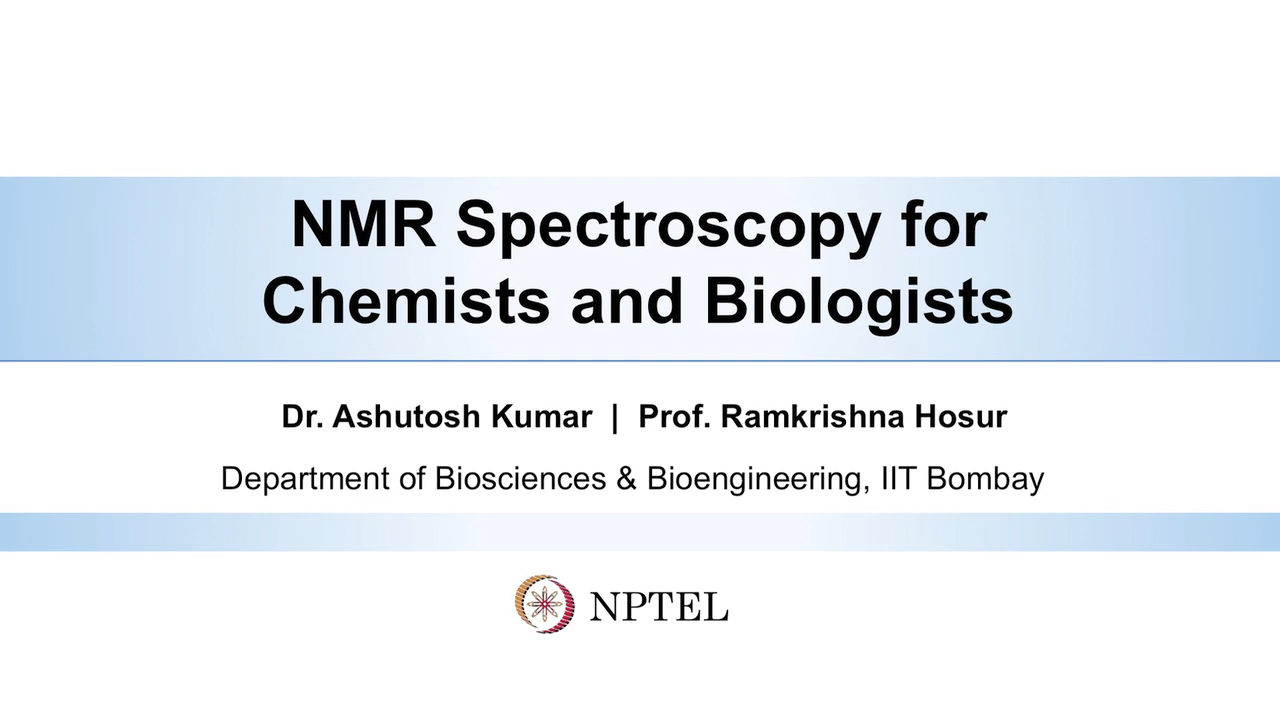 NMR Spectroscopy for
Chemists and Biologists
Dr. Ashutosh Kumar | Prof. Ramkrishna Hosur
Department of Biosciences & Bioengineering, IIT Bombay
NPTEL